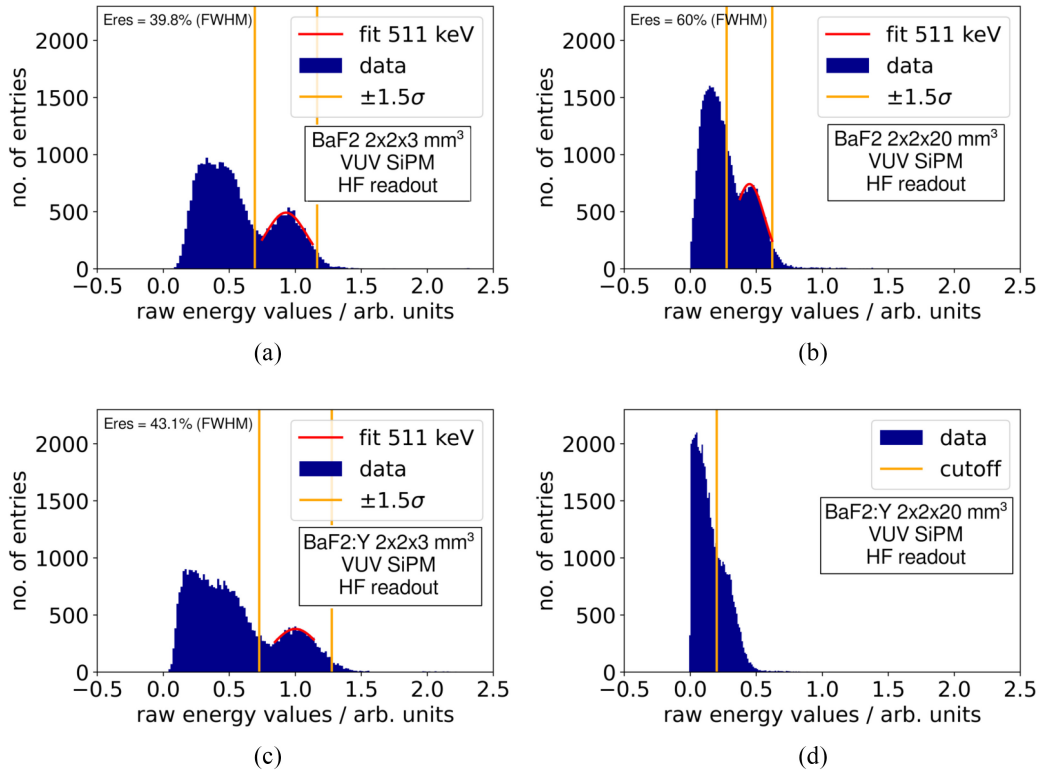 Eres = 39.8% (FWHM)
fit 511 keV
data
±1.5σ
BaF2 2x2x3 mm³
VUV SiPM
HF readout
no. of entries
2000
1500
1000
500
0
−0.5 0.0 0.5 1.0 1.5 2.0 2.5
raw energy values / arb. units
(a)
Eres = 60% (FWHM)
fit 511 keV
data
±1.5σ
BaF2 2x2x20 mm³
VUV SiPM
HF readout
no. of entries
2000
1500
1000
500
0
−0.5 0.0 0.5 1.0 1.5 2.0 2.5
raw energy values / arb. units
(b)
Eres = 43.1% (FWHM)
fit 511 keV
data
±1.5σ
BaF2:Y 2x2x3 mm³
VUV SiPM
HF readout
no. of entries
2000
1500
1000
500
0
−0.5 0.0 0.5 1.0 1.5 2.0 2.5
raw energy values / arb. units
(c)
data
cutoff
BaF2:Y 2x2x20 mm³
VUV SiPM
HF readout
no. of entries
2000
1500
1000
500
0
−0.5 0.0 0.5 1.0 1.5 2.0 2.5
raw energy values / arb. units
(d)